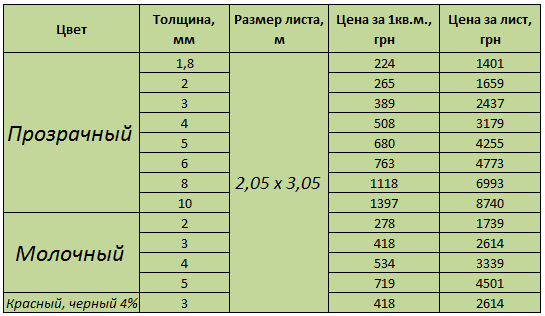 Цвет Толщина, мм Размер листа, м Цена за 1кв.м., грн Цена за лист, грн
Прозрачный 1,8 2,05 х 3,05 224 1401
2 265 1659
3 389 2437
4 508 3179
5 680 4255
6 763 4773
8 1118 6993
10 1397 8740
Молочный 2 278 1739
3 418 2614
4 534 3339
5 719 4501
Красный, черный 4% 3 418 2614